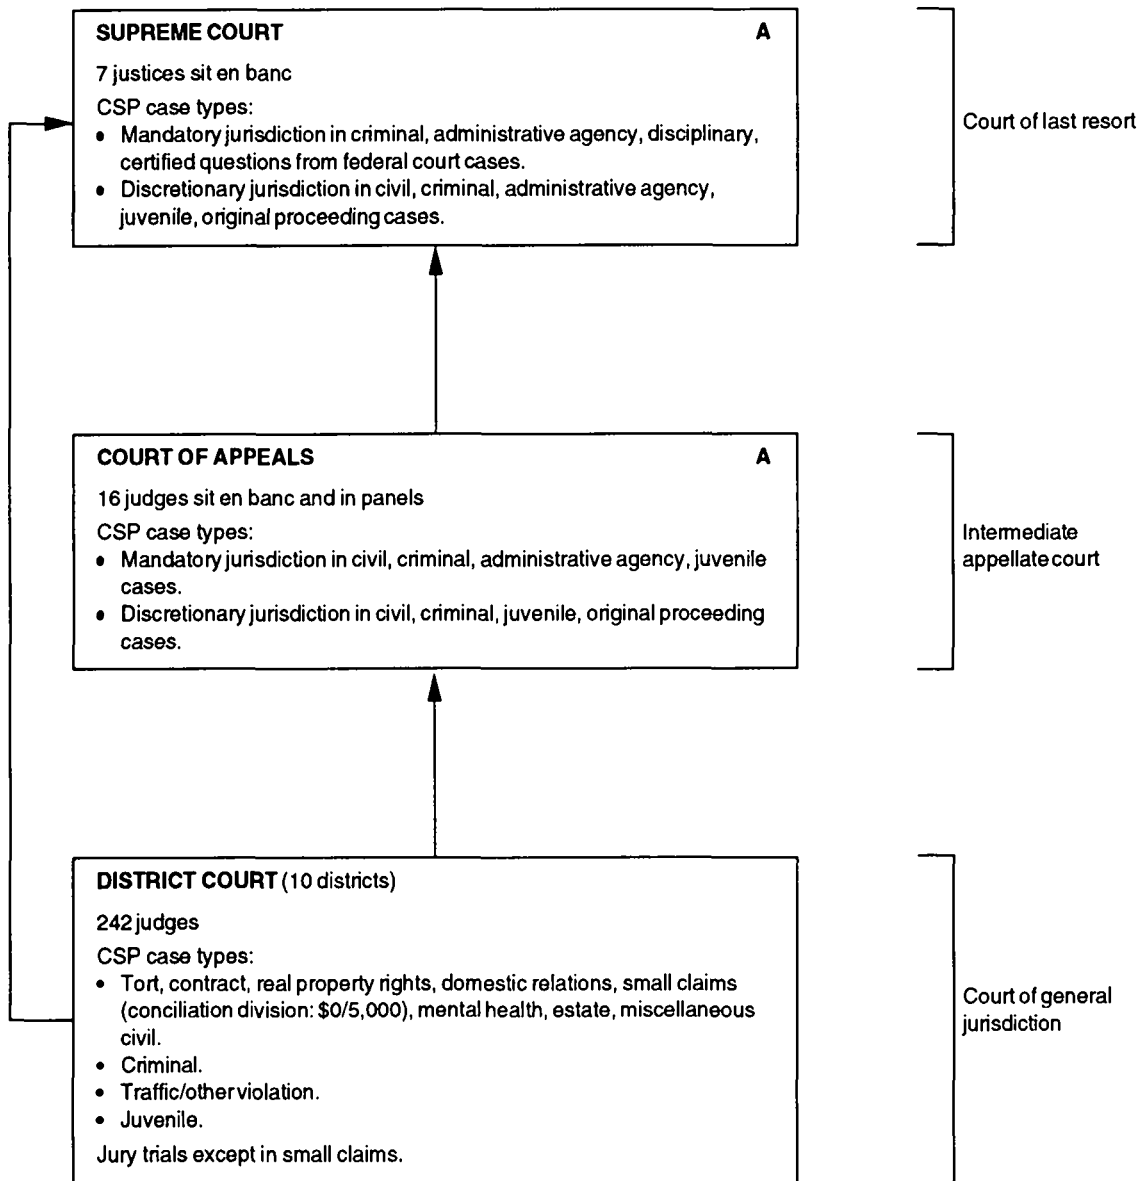 SUPREME COURT A
7 justices sit en banc
CSP case types:
• Mandatory jurisdiction in criminal, administrative agency, disciplinary,
certified questions from federal court cases.
• Discretionary jurisdiction in civil, criminal, administrative agency,
juvenile, original proceeding cases.
Court of last resort
COURT OF APPEALS A
16 judges sit en banc and in panels
CSP case types:
• Mandatory jurisdiction in civil, criminal, administrative agency, juvenile
cases.
• Discretionary jurisdiction in civil, criminal, juvenile, original proceeding
cases.
Intermediate
appellate court
DISTRICT COURT (10 districts)
242 judges
CSP case types:
• Tort, contract, real property rights, domestic relations, small claims
(conciliation division: $0/5,000), mental health, estate, miscellaneous
civil.
• Criminal.
• Traffic/other violation.
• Juvenile.
Jury trials except in small claims.
Court of general
jurisdiction